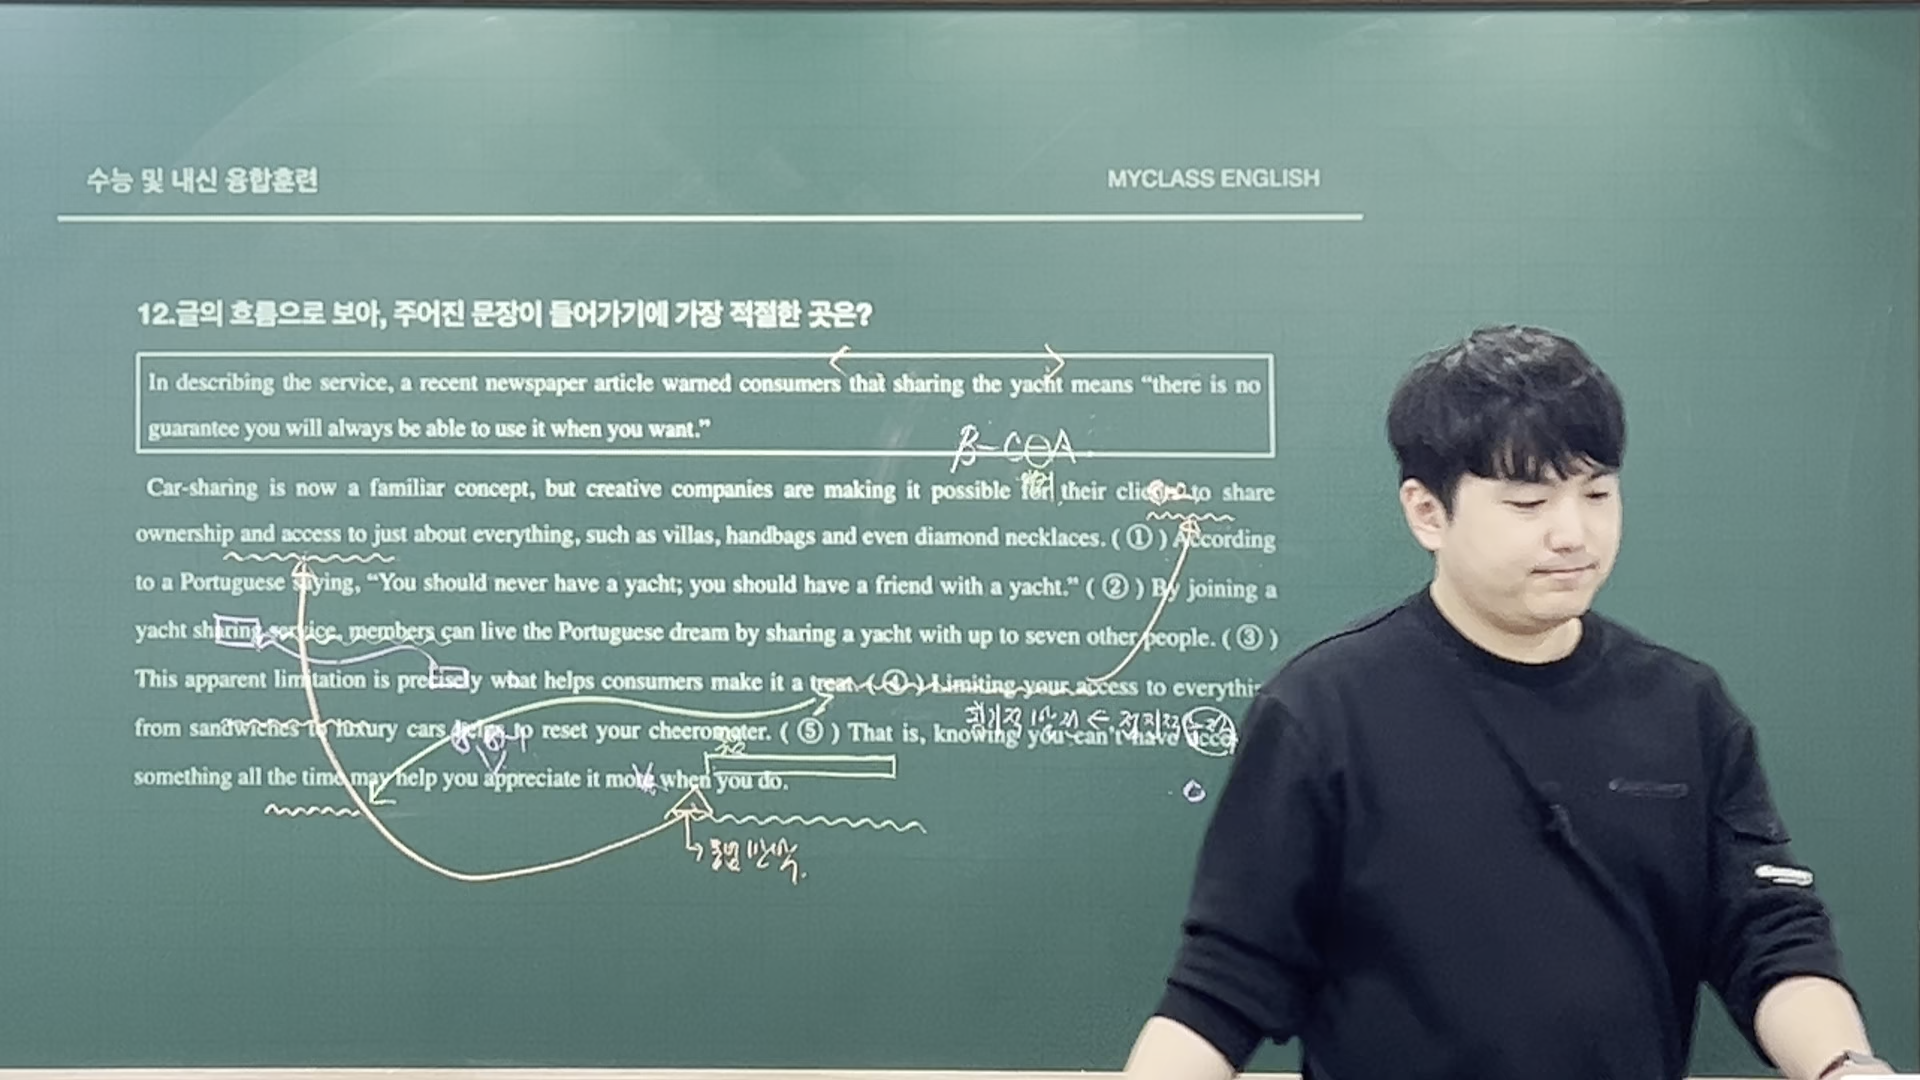 수능 및 내신 융합훈련
MYCLASS ENGLISH
12.글의 흐름으로 보아, 주어진 문장이 들어가기에 가장 적절한 곳은?
In describing the service, a recent newspaper article warned consumers that sharing the yacht means “there is no
guarantee you will always be able to use it when you want.”
B-C A
Car-sharing is now a familiar concept, but creative companies are making it possible for their to share
ownership and access to just about everything, such as villas, handbags and even diamond necklaces. ( ① ) According
to a Portuguese saying, “You should never have a yacht; you should have a friend with a yacht.” ( ② ) By joining a
yacht sharing service, members can live the Portuguese dream by sharing a yacht with up to seven other people. ( ③ )
This apparent limitation is precisely what helps consumers make it a treat. ( ④ ) Limiting your access to
from sandwiches to luxury cars helps to reset your cheerometer. ( ⑤ ) That is, knowing you can't have
something all the time may help you appreciate it more when you do.